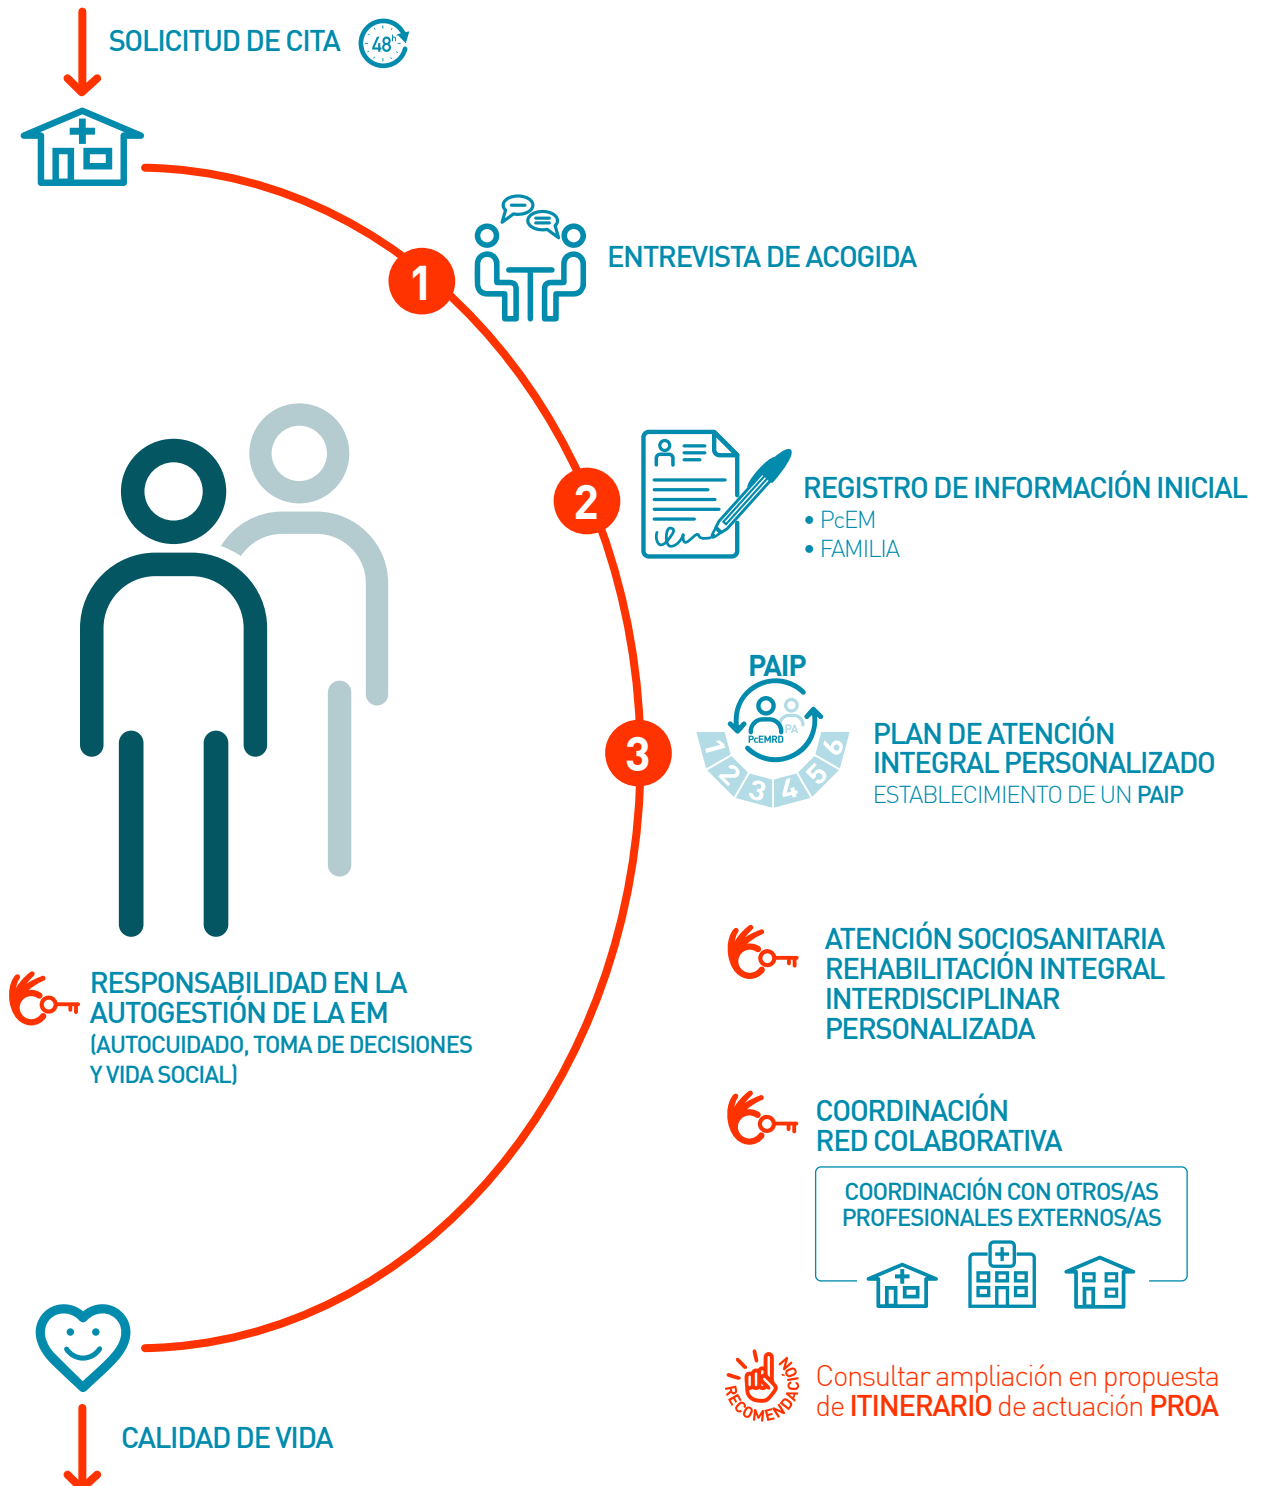 SOLICITUD DE CITA
48h
1
ENTREVISTA DE ACOGIDA
2
REGISTRO DE INFORMACIÓN INICIAL
• PcEM
• FAMILIA
3
PAIP
PA
PcEMRD
1 2 3 4 5 6
PLAN DE ATENCIÓN
INTEGRAL PERSONALIZADO
ESTABLECIMIENTO DE UN PAIP
ATENCIÓN SOCIOSANITARIA
REHABILITACIÓN INTEGRAL
INTERDISCIPLINAR
PERSONALIZADA
RESPONSABILIDAD EN LA
AUTOGESTIÓN DE LA EM
(AUTOCUIDADO, TOMA DE DECISIONES
Y VIDA SOCIAL)
COORDINACIÓN
RED COLABORATIVA
COORDINACIÓN CON OTROS/AS
PROFESIONALES EXTERNOS/AS
RECOMENDACIÓN
Consultar ampliación en propuesta
de ITINERARIO de actuación PROA
CALIDAD DE VIDA